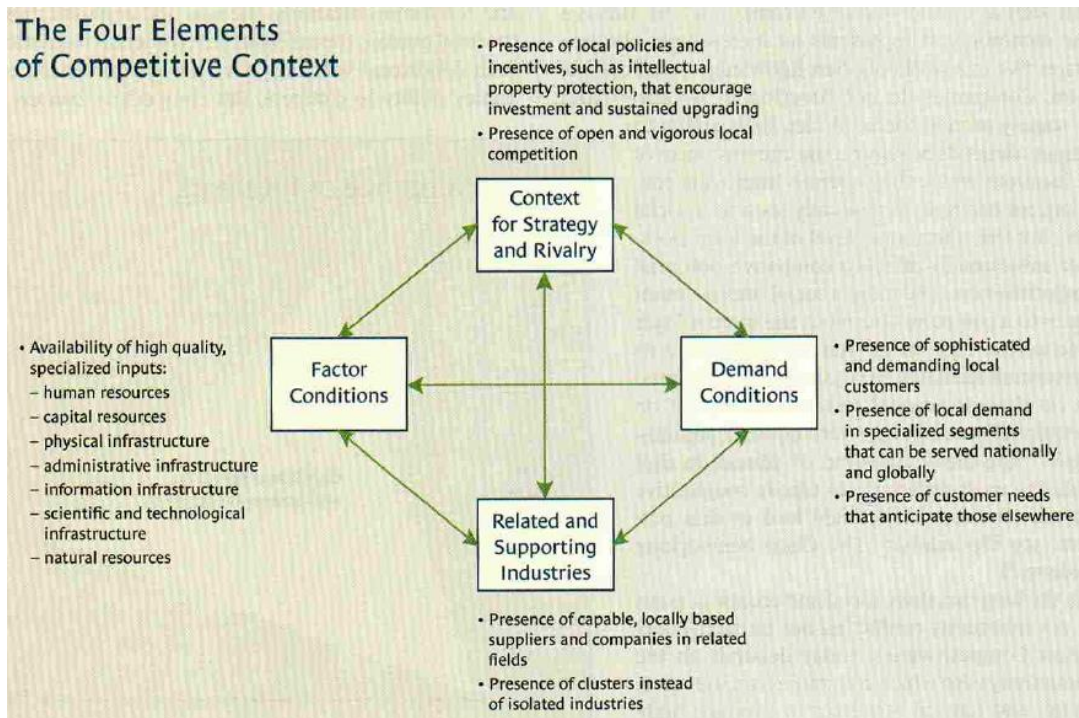 The Four Elements
of Competitive Context
• Presence of local policies and
incentives, such as intellectual
property protection, that encourage
investment and sustained upgrading
• Presence of open and vigorous local
competition
Context
for Strategy
and Rivalry
• Availability of high quality,
specialized inputs:
– human resources
– capital resources
– physical infrastructure
– administrative infrastructure
– information infrastructure
– scientific and technological
infrastructure
– natural resources
Factor
Conditions
Demand
Conditions
• Presence of sophisticated
and demanding local
customers
• Presence of local demand
in specialized segments
that can be served nationally
and globally
• Presence of customer needs
that anticipate those elsewhere
Related and
Supporting
Industries
• Presence of capable, locally based
suppliers and companies in related
fields
• Presence of clusters instead
of isolated industries